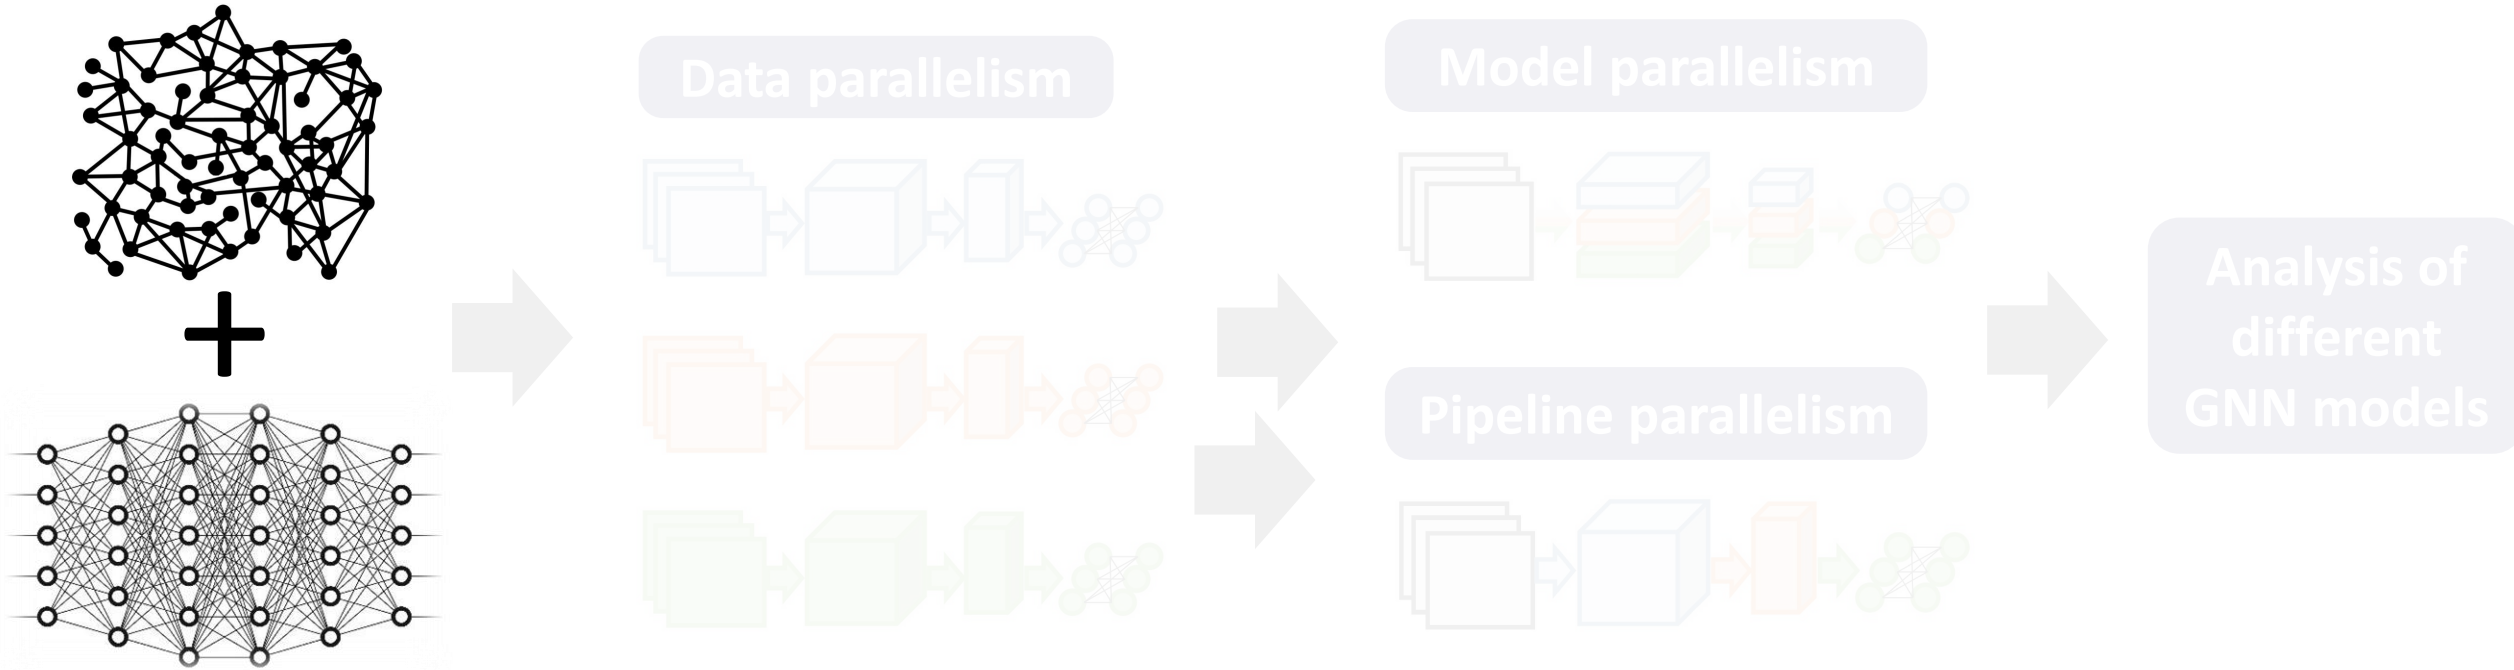 Data parallelism
Model parallelism
Pipeline parallelism
Analysis of
different
GNN models